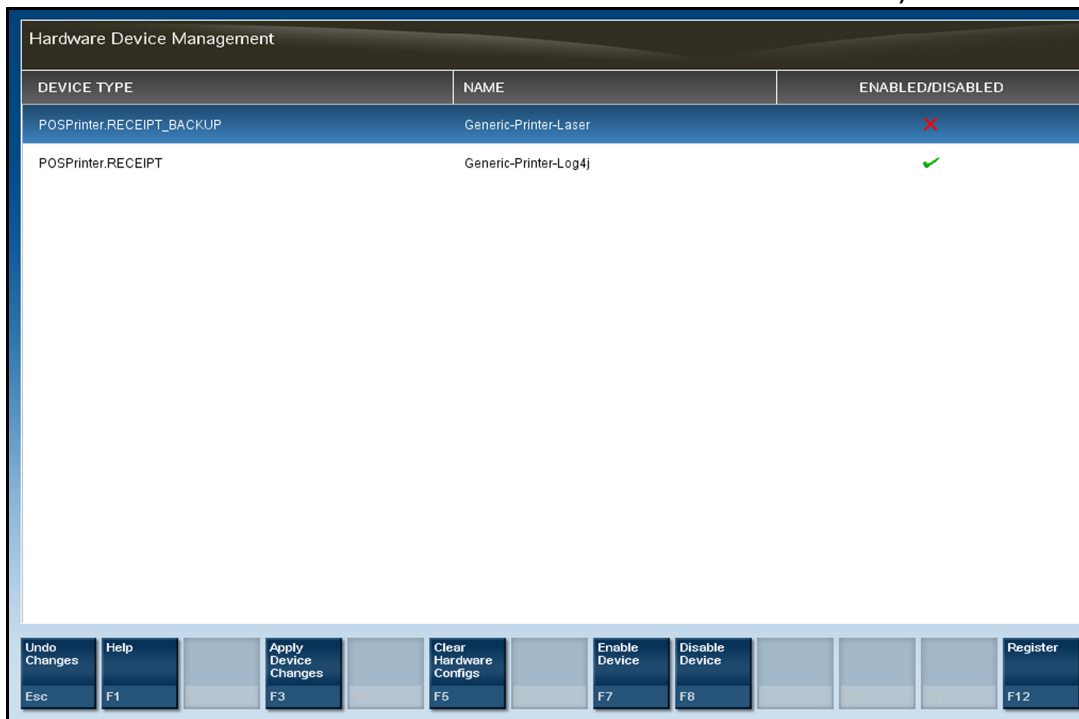 Hardware Device Management
DEVICE TYPE NAME ENABLED/DISABLED
POSPrinter.RECEIPT_BACKUP Generic-Printer-Laser
POSPrinter.RECEIPT Generic-Printer-Log4j
Undo Changes Esc
Help F1
Apply Device Changes F3
Clear Hardware Configs F5
Enable Device F7
Disable Device F8
Register F12